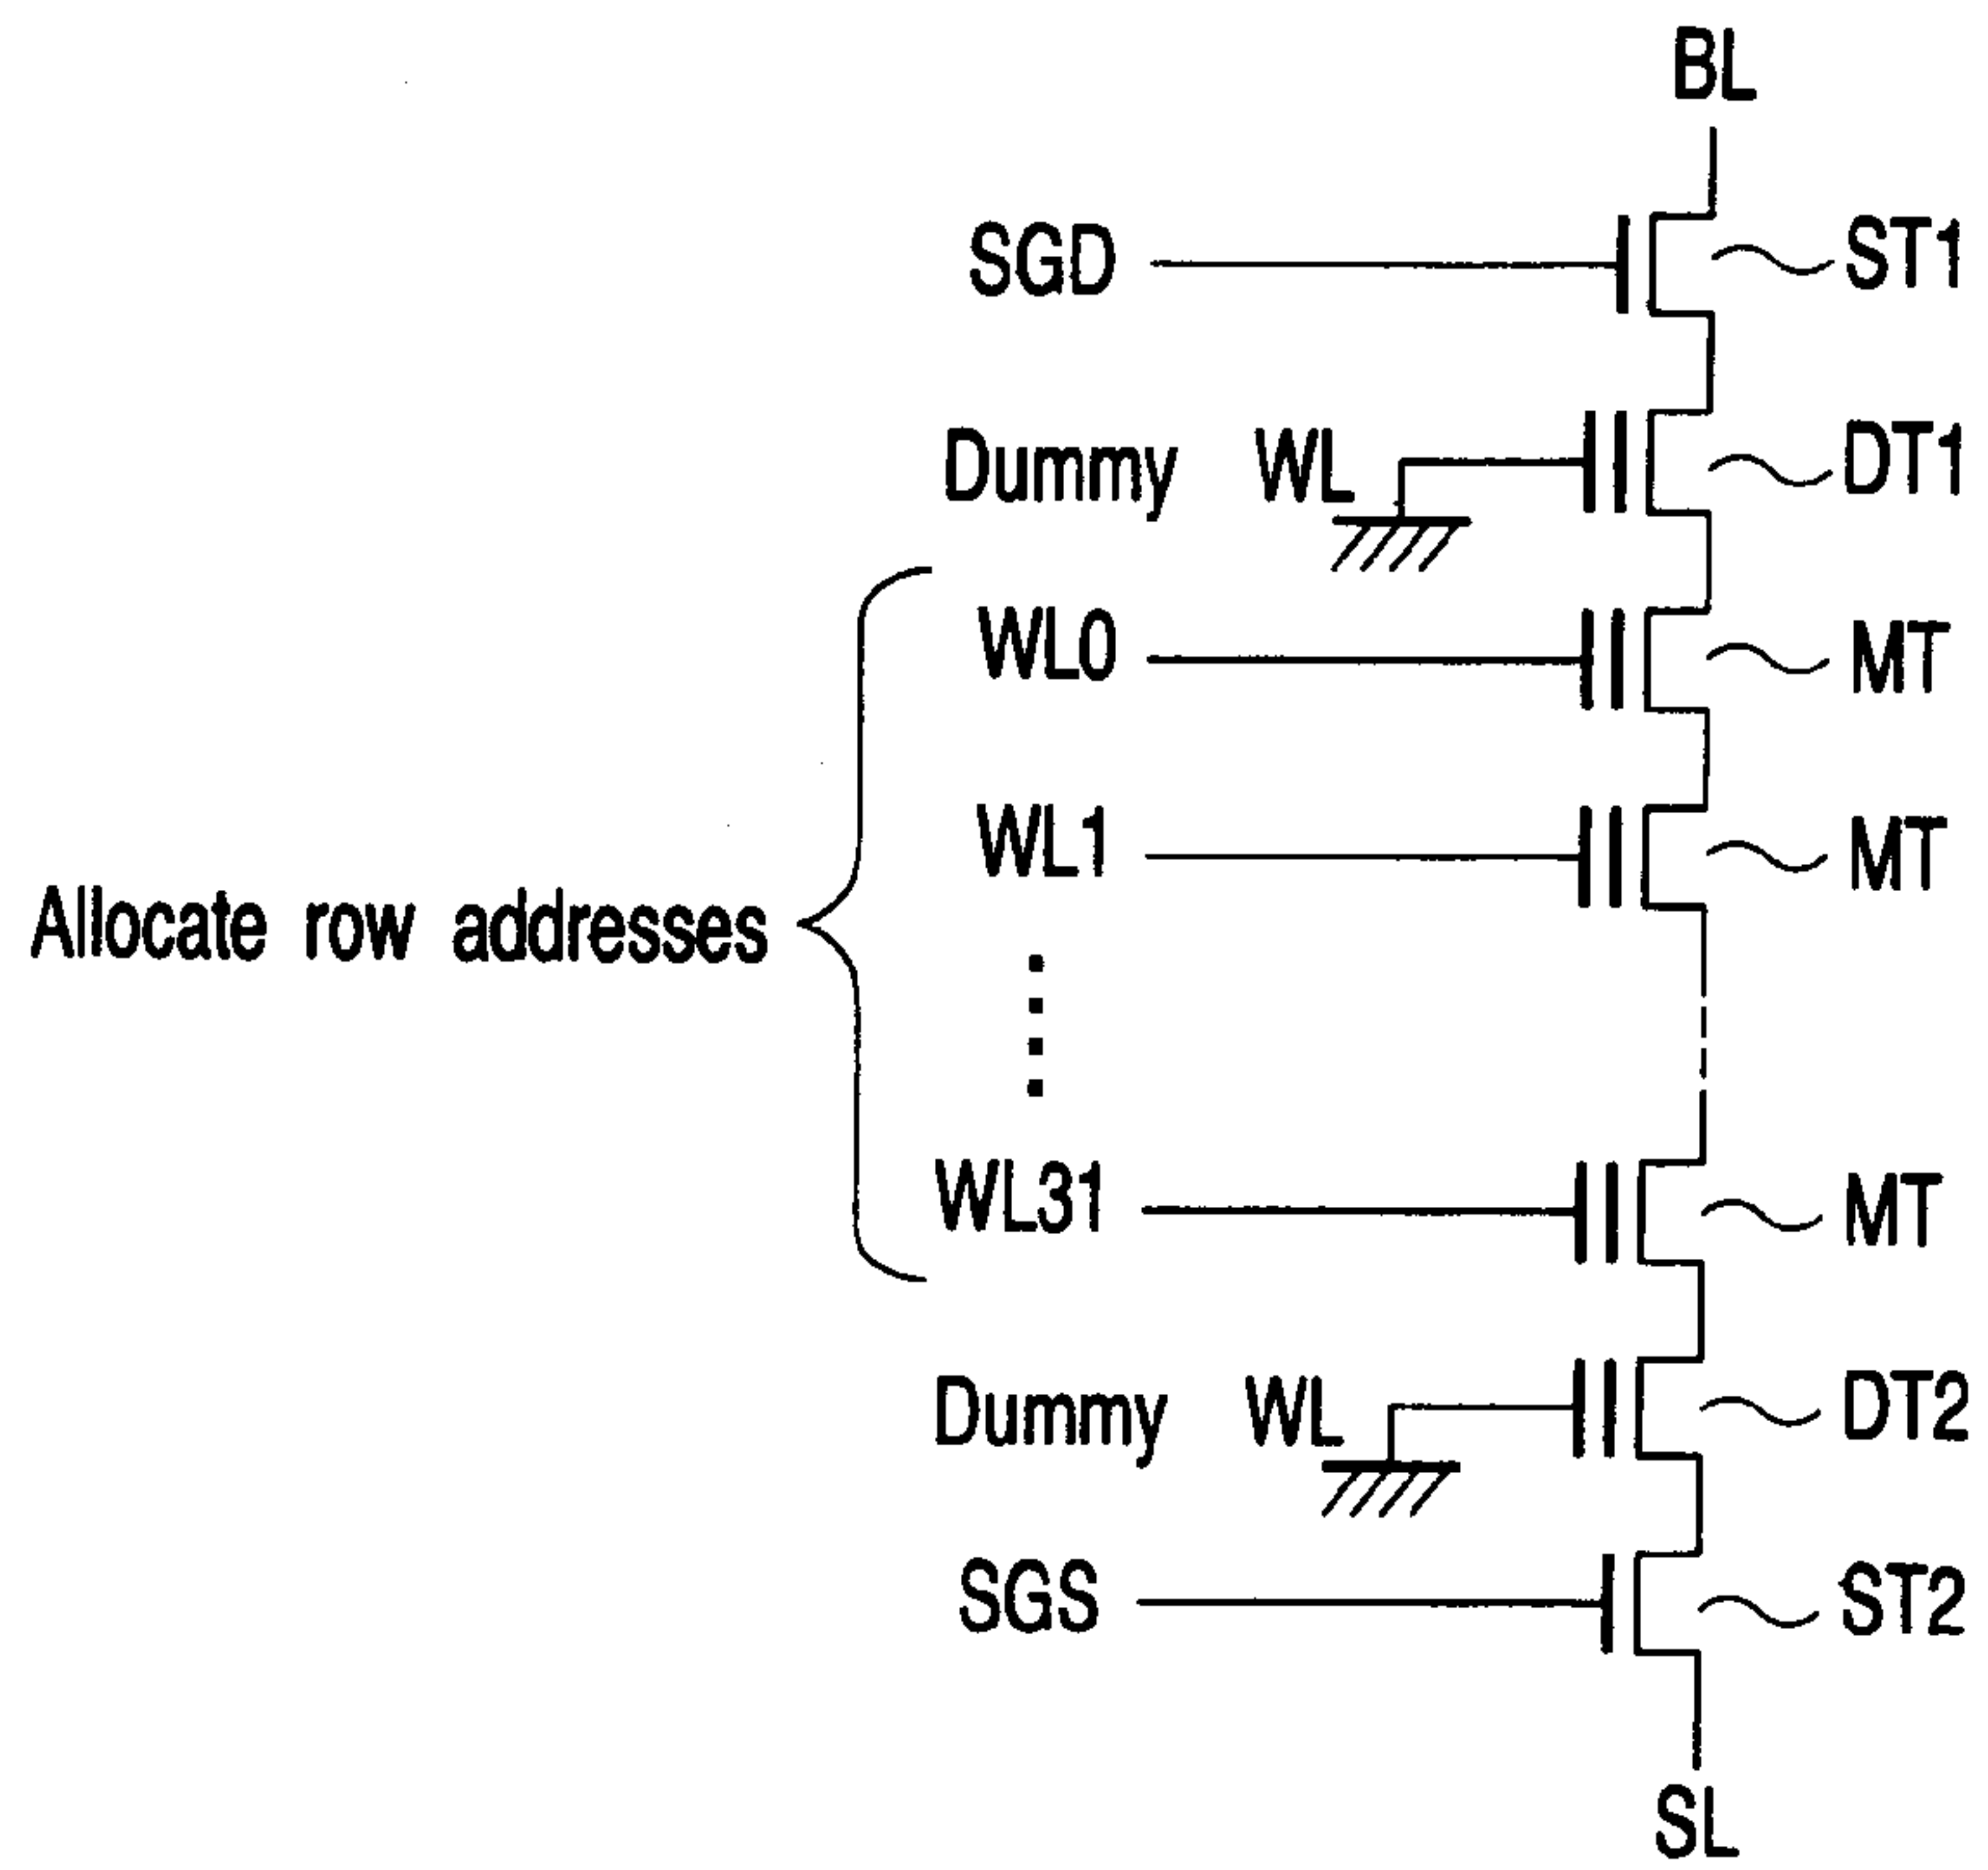 BL
SGD ST1
Dummy WL DT1
WL0 MT
WL1 MT
Allocate row addresses
WL31 MT
Dummy WL DT2
SGS ST2
SL